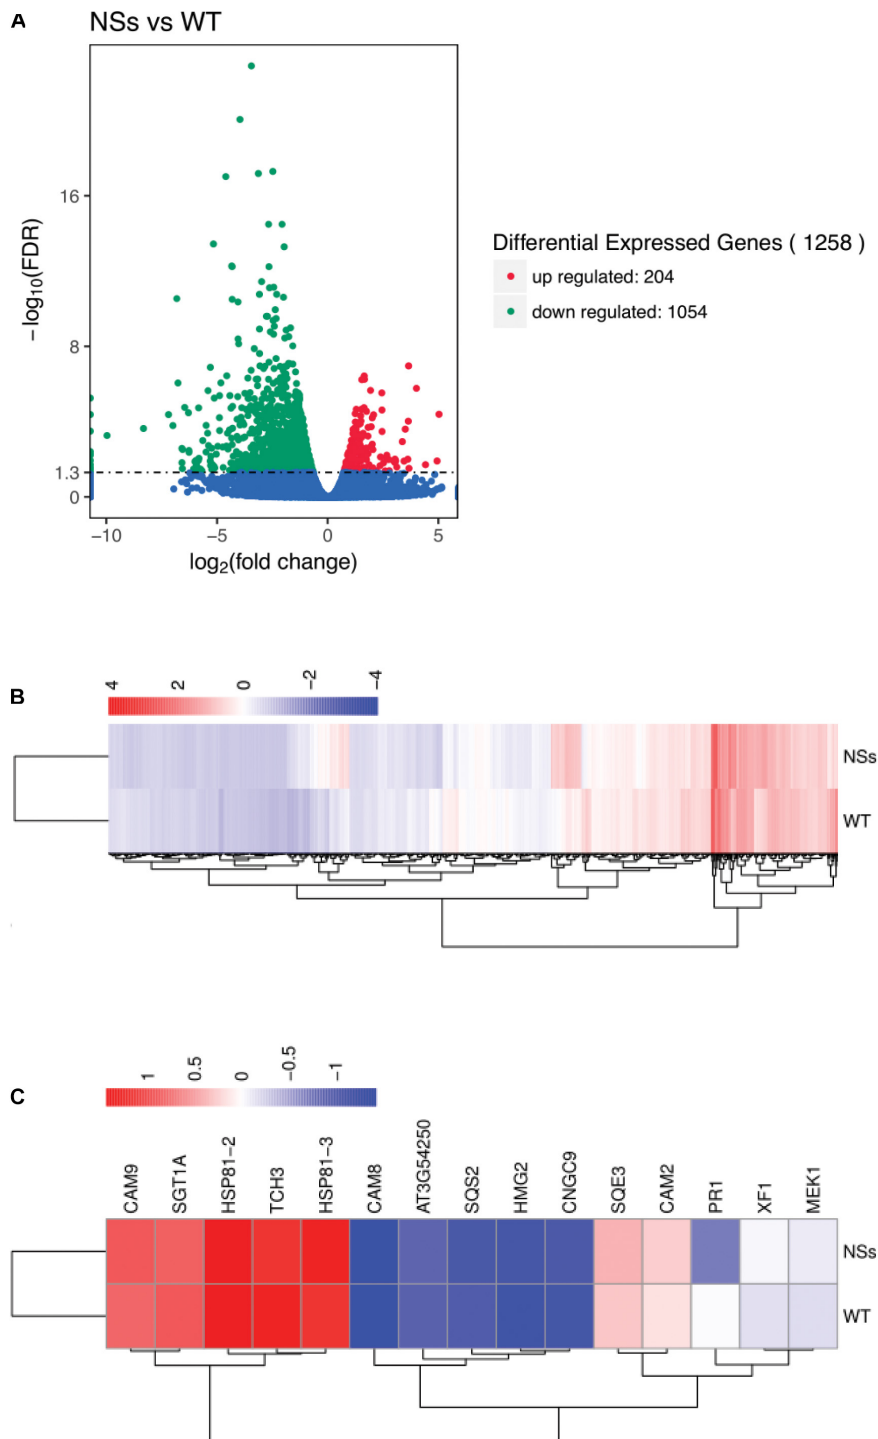 A
NSs vs WT
16
8
1.3
0
−log10(FDR)
−10
−5
0
5
log2(fold change)
Differential Expressed Genes ( 1258 )
up regulated: 204
down regulated: 1054
B
4
2
0
−2
−4
NSs
WT
C
1
0.5
0
−0.5
−1
CAM9
SGT1A
HSP81−2
TCH3
HSP81−3
CAM8
AT3G54250
SQS2
HMG2
CNGC9
SQE3
CAM2
PR1
XF1
MEK1
NSs
WT